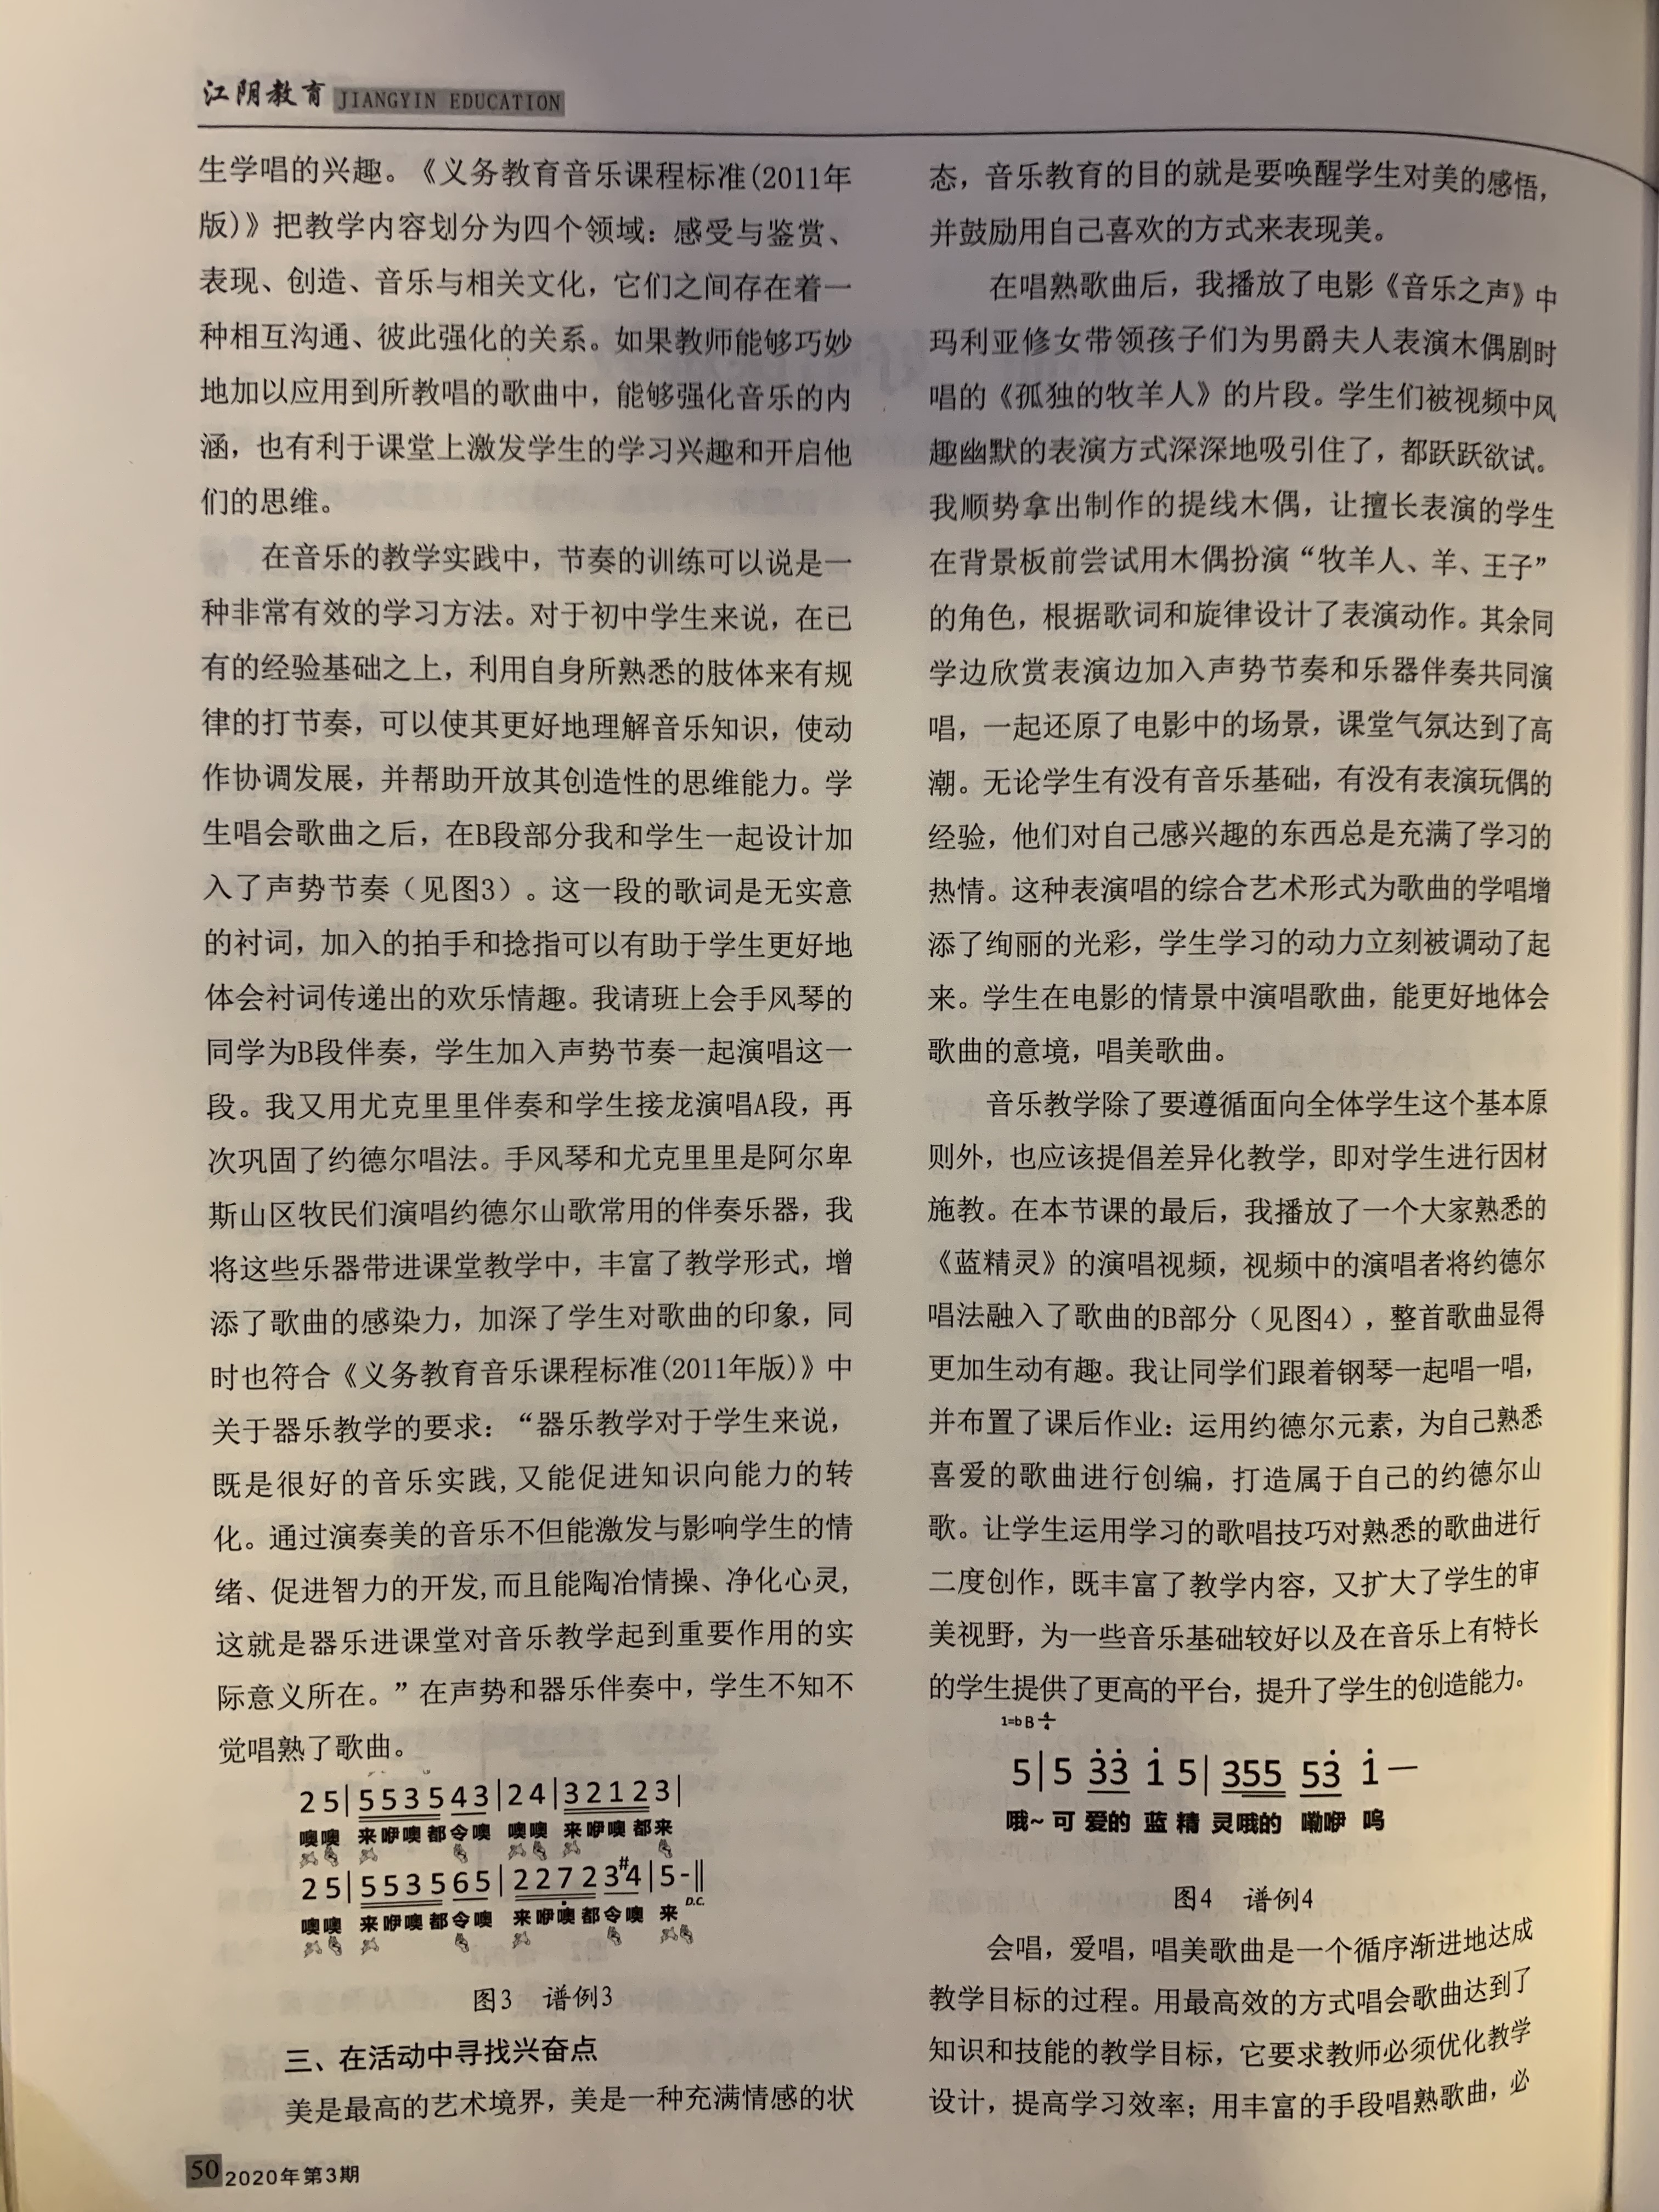 江阴教育 JIANGYIN EDUCATION
生学唱的兴趣。《义务教育音乐课程标准(2011年
版)》把教学内容划分为四个领域：感受与鉴赏、
表现、创造、音乐与相关文化，它们之间存在着一
种相互沟通、彼此强化的关系。如果教师能够巧妙
地加以应用到所教唱的歌曲中，能够强化音乐的内
涵，也有利于课堂上激发学生的学习兴趣和开启他
们的思维。
在音乐的教学实践中，节奏的训练可以说是一
种非常有效的学习方法。对于初中学生来说，在已
有的经验基础之上，利用自身所熟悉的肢体来有规
律的打节奏，可以使其更好地理解音乐知识，使动
作协调发展，并帮助开放其创造性的思维能力。学
生唱会歌曲之后，在B段部分我和学生一起设计加
入了声势节奏（见图3）。这一段的歌词是无实意
的衬词，加入的拍手和捻指可以有助于学生更好地
体会衬词传递出的欢乐情趣。我请班上会手风琴的
同学为B段伴奏，学生加入声势节奏一起演唱这一
段。我又用尤克里里伴奏和学生接龙演唱A段，再
次巩固了约德尔唱法。手风琴和尤克里里是阿尔卑
斯山区牧民们演唱约德尔山歌常用的伴奏乐器，我
将这些乐器带进课堂教学中，丰富了教学形式，增
添了歌曲的感染力，加深了学生对歌曲的印象，同
时也符合《义务教育音乐课程标准(2011年版)》中
关于器乐教学的要求：“器乐教学对于学生来说，
既是很好的音乐实践,又能促进知识向能力的转
化。通过演奏美的音乐不但能激发与影响学生的情
绪、促进智力的开发,而且能陶冶情操、净化心灵,
这就是器乐进课堂对音乐教学起到重要作用的实
际意义所在。”在声势和器乐伴奏中，学生不知不
觉唱熟了歌曲。
2 5 | 5 5 3 5 4 3 | 2 4 | 3 2 1 2 3 |
噢噢 来咿噢都令噢 噢噢 来咿噢都来
2 5 | 5 5 3 5 6 5 | 2 2 7̣ 2 3 #4 | 5 - ‖
D.C.
噢噢 来咿噢都令噢 来咿噢都令噢 来
图3 谱例3
三、在活动中寻找兴奋点
美是最高的艺术境界，美是一种充满情感的状
态，音乐教育的目的就是要唤醒学生对美的感悟，
并鼓励用自己喜欢的方式来表现美。
在唱熟歌曲后，我播放了电影《音乐之声》中
玛利亚修女带领孩子们为男爵夫人表演木偶剧时
唱的《孤独的牧羊人》的片段。学生们被视频中风
趣幽默的表演方式深深地吸引住了，都跃跃欲试。
我顺势拿出制作的提线木偶，让擅长表演的学生
在背景板前尝试用木偶扮演“牧羊人、羊、王子”
的角色，根据歌词和旋律设计了表演动作。其余同
学边欣赏表演边加入声势节奏和乐器伴奏共同演
唱，一起还原了电影中的场景，课堂气氛达到了高
潮。无论学生有没有音乐基础，有没有表演玩偶的
经验，他们对自己感兴趣的东西总是充满了学习的
热情。这种表演唱的综合艺术形式为歌曲的学唱增
添了绚丽的光彩，学生学习的动力立刻被调动了起
来。学生在电影的情景中演唱歌曲，能更好地体会
歌曲的意境，唱美歌曲。
音乐教学除了要遵循面向全体学生这个基本原
则外，也应该提倡差异化教学，即对学生进行因材
施教。在本节课的最后，我播放了一个大家熟悉的
《蓝精灵》的演唱视频，视频中的演唱者将约德尔
唱法融入了歌曲的B部分（见图4），整首歌曲显得
更加生动有趣。我让同学们跟着钢琴一起唱一唱，
并布置了课后作业：运用约德尔元素，为自己熟悉
喜爱的歌曲进行创编，打造属于自己的约德尔山
歌。让学生运用学习的歌唱技巧对熟悉的歌曲进行
二度创作，既丰富了教学内容，又扩大了学生的审
美视野，为一些音乐基础较好以及在音乐上有特长
的学生提供了更高的平台，提升了学生的创造能力。
1=bB 4/4
5 | 5 3̇3̇ 1̇ 5 | 355 53̇ 1̇ —
哦~ 可 爱的 蓝 精 灵哦的 嘞咿 呜
图4 谱例4
会唱，爱唱，唱美歌曲是一个循序渐进地达成
教学目标的过程。用最高效的方式唱会歌曲达到了
知识和技能的教学目标，它要求教师必须优化教学
设计，提高学习效率；用丰富的手段唱熟歌曲，必
50 2020年第3期